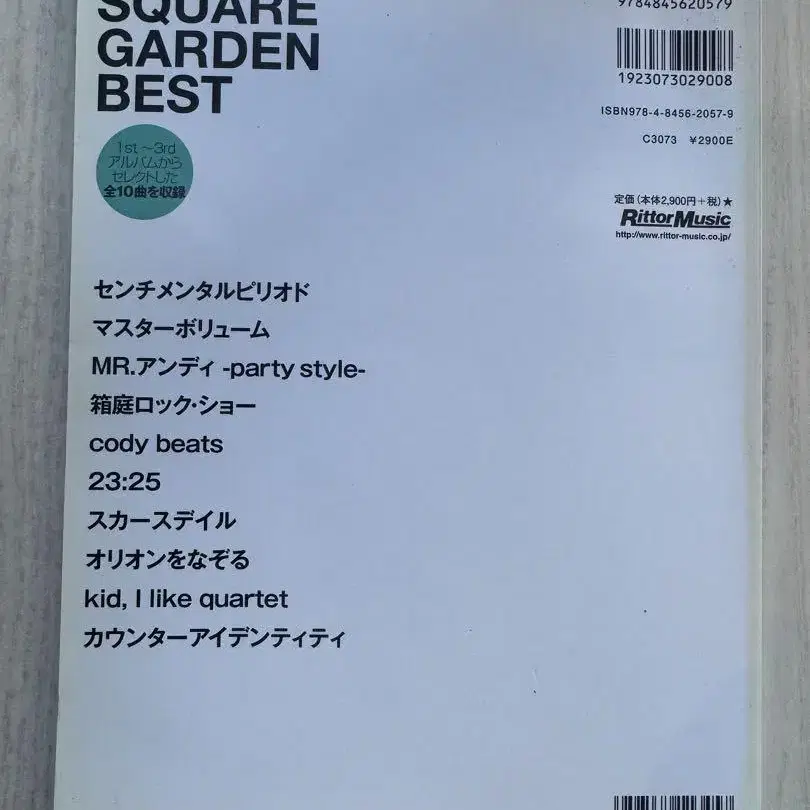 SQUARE
GARDEN
BEST
1st〜3rd
アルバムから
セレクトした
全10曲を収録
9784845620579
1923073029008
ISBN978-4-8456-2057-9
C3073 ¥2900E
定価(本体2,900円+税)★
RittorMusic
http://www.rittor-music.co.jp/
センチメンタルピリオド
マスターボリューム
MR.アンディ -party style-
箱庭ロック・ショー
cody beats
23:25
スカースデイル
オリオンをなぞる
kid, I like quartet
カウンターアイデンティティ